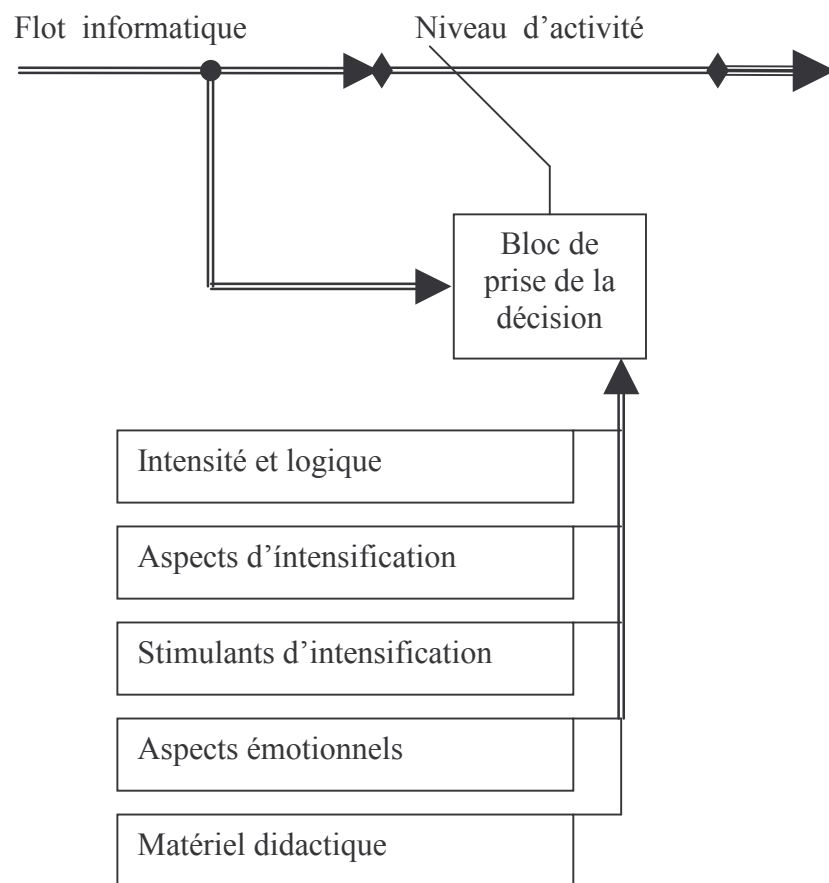 Flot informatique
Niveau d’activité
Bloc de
prise de la
décision
Intensité et logique
Aspects d’íntensification
Stimulants d’intensification
Aspects émotionnels
Matériel didactique